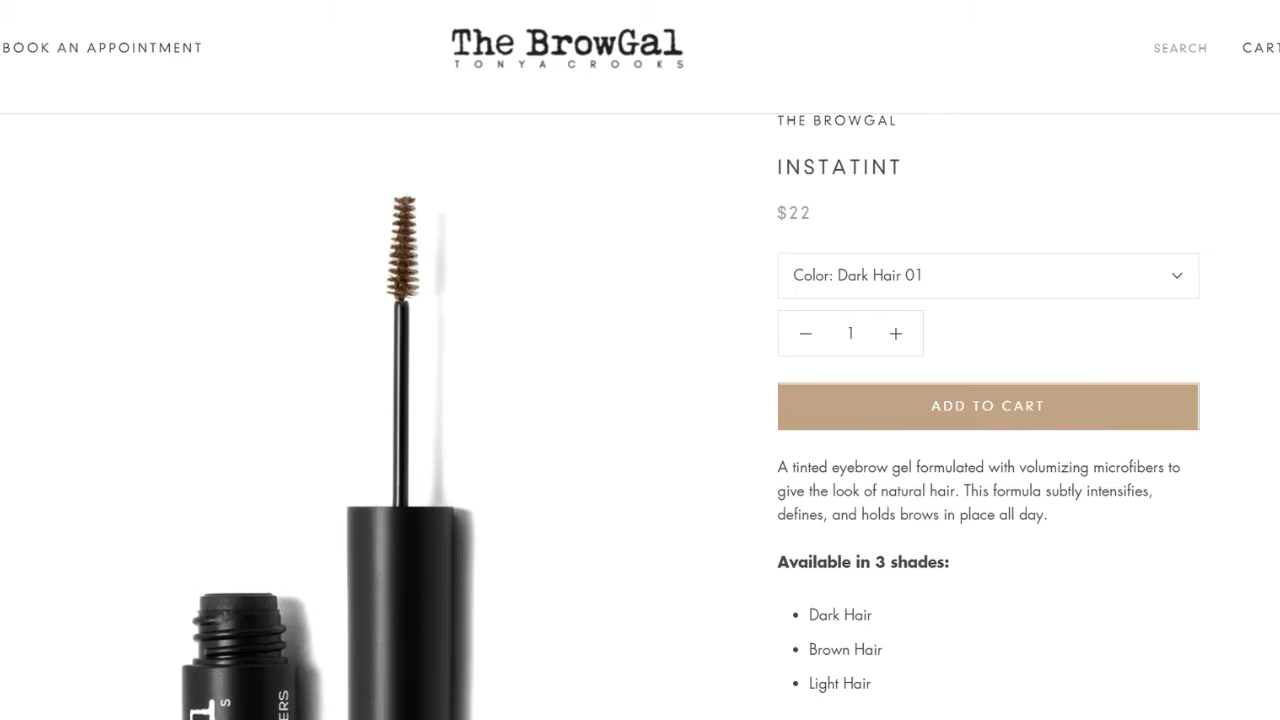 BOOK AN APPOINTMENT
The BrowGal
TONYA CROOKS
SEARCH
THE BROWGAL
INSTATINT
$22
Color: Dark Hair 01
1
ADD TO CART
A tinted eyebrow gel formulated with volumizing microfibers to
give the look of natural hair. This formula subtly intensifies,
defines, and holds brows in place all day.
Available in 3 shades:
• Dark Hair
• Brown Hair
• Light Hair